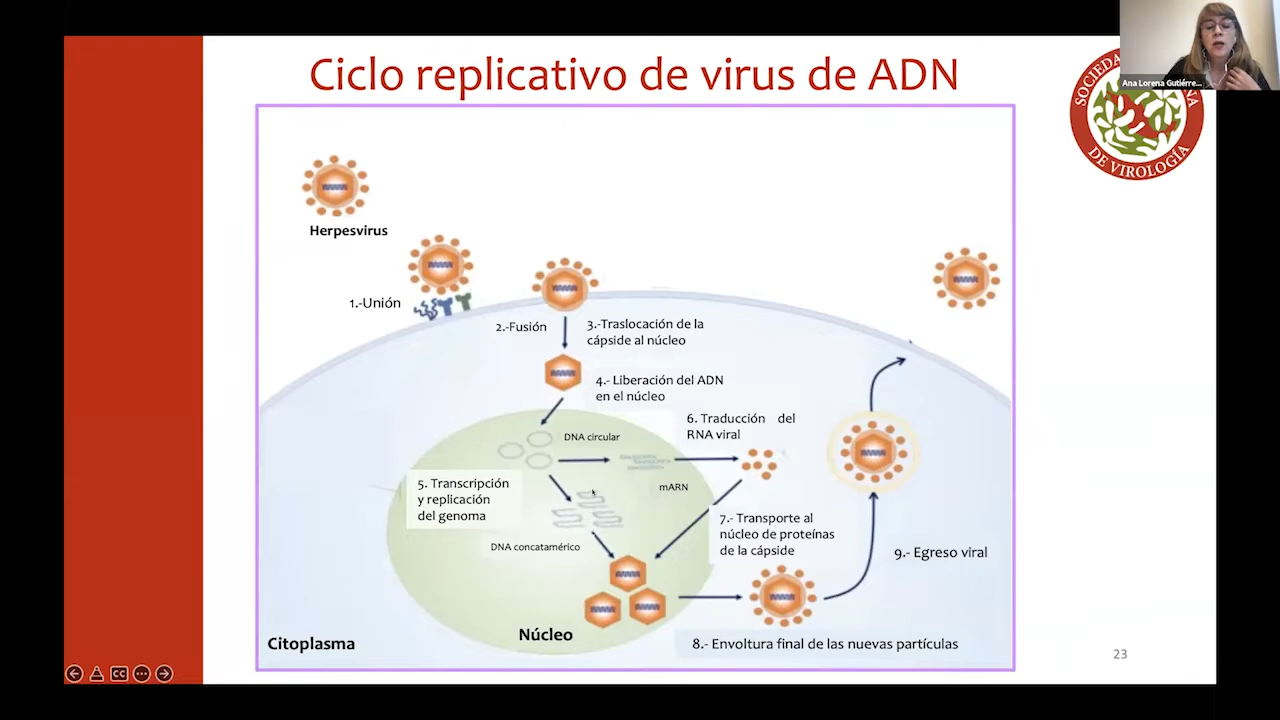 Ciclo replicativo de virus de ADN
Ana Lorena Gutiérre...
SOCIEDA
NA
DE VIROLOGÍA
Herpesvirus
1.-Unión
2.-Fusión
3.-Traslocación de la
cápside al núcleo
4.- Liberación del ADN
en el núcleo
DNA circular
6. Traducción del
RNA viral
5. Transcripción
y replicación
del genoma
mARN
DNA concatamérico
7.- Transporte al
núcleo de proteínas
de la cápside
9.- Egreso viral
Núcleo
Citoplasma
8.- Envoltura final de las nuevas partículas
23
CC